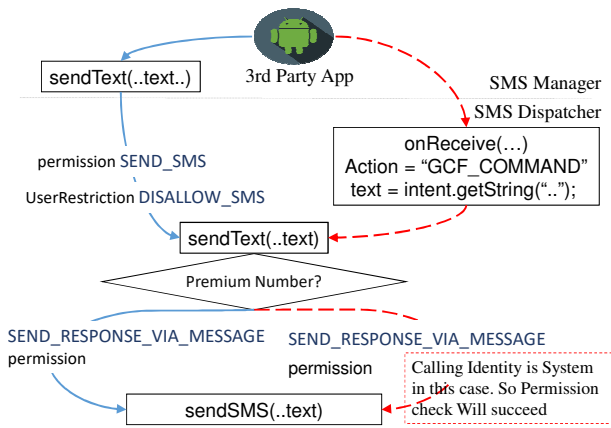 3rd Party App
sendText(..text..)
SMS Manager
SMS Dispatcher
onReceive(…)
Action = “GCF_COMMAND”
text = intent.getString(“..”);
permission SEND_SMS
UserRestriction DISALLOW_SMS
sendText(..text)
Premium Number?
SEND_RESPONSE_VIA_MESSAGE
permission
SEND_RESPONSE_VIA_MESSAGE
permission
Calling Identity is System
in this case. So Permission
check Will succeed
sendSMS(..text)